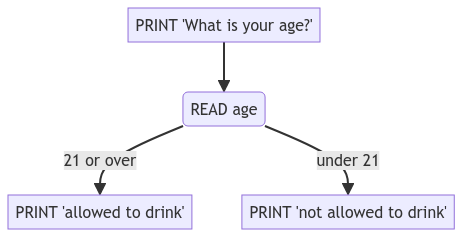 PRINT 'What is your age?'
READ age
21 or over
under 21
PRINT 'allowed to drink'
PRINT 'not allowed to drink'